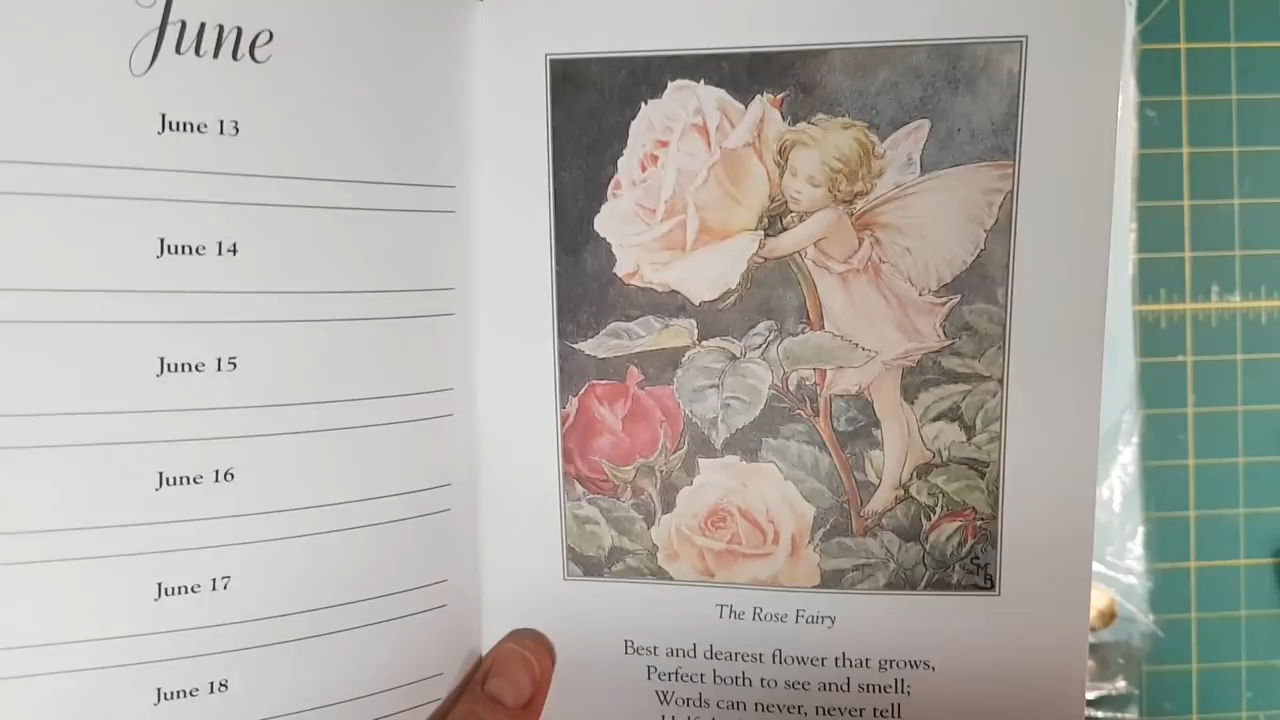 June
June 13
June 14
June 15
June 16
June 17
June 18
CMB
The Rose Fairy
Best and dearest flower that grows,
Perfect both to see and smell;
Words can never, never tell